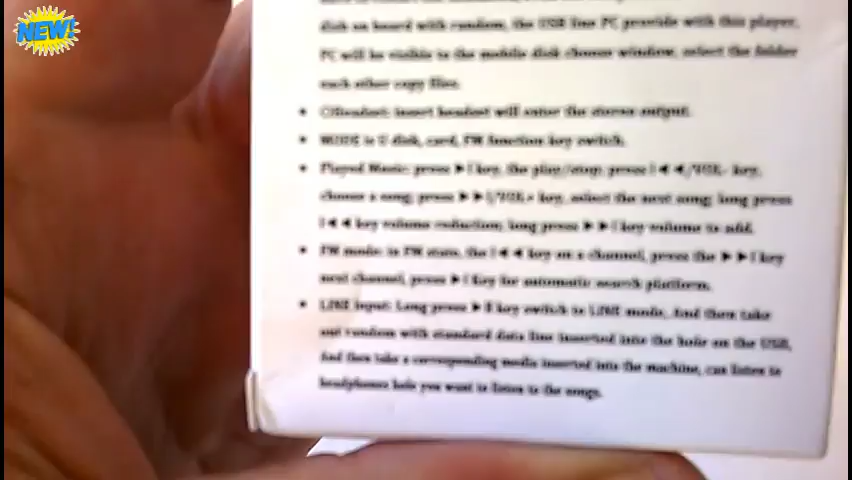 NEW!
disk on board with random, the USB line PC provide with this player,
PC will be visible to the mobile disk chosen window, select the folder
each other copy files.
insert headset will enter the stereo output.
• MODE is U disk, card, FM function key switch.
• Played Music: press ►| key, the play/stop; press |◄◄/VOL- key,
choose a song; press ►►|/VOL+ key, select the next song; long press
|◄◄ key volume reduction; long press ►►| key volume to add.
• FM mode: in FM state, the |◄◄ key on a channel, press the ►►| key
next channel, press ►| Key for automatic search platform.
• LINE input: Long press ►|| key switch to LINE mode, And then take
out random with standard data line inserted into the hole on the USB,
And then take a corresponding media inserted into the machine, can listen to
headphones hole you want to listen to the songs.